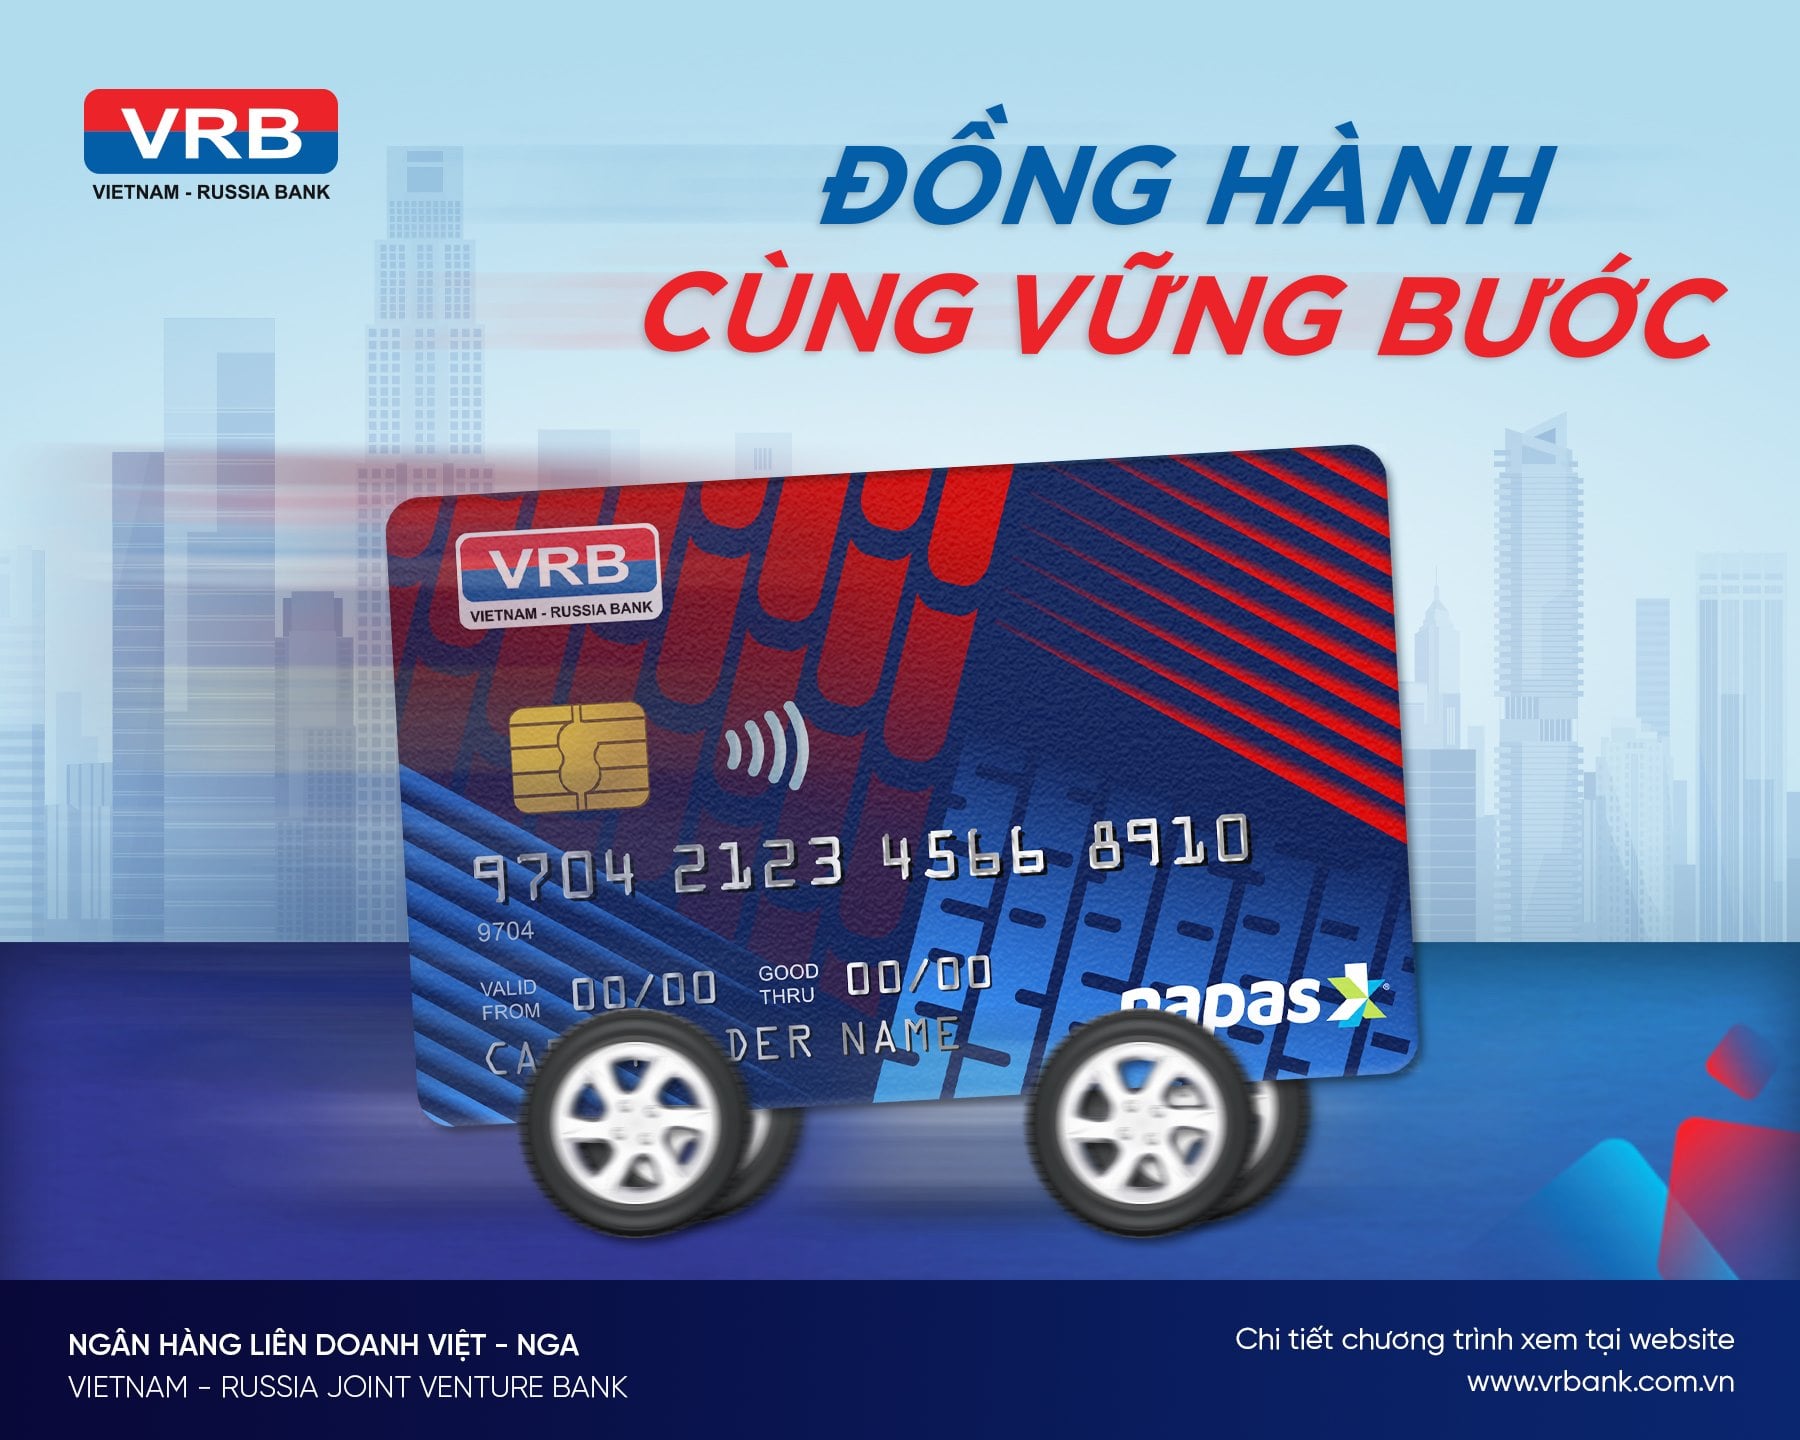 VRB
VIETNAM - RUSSIA BANK
ĐỒNG HÀNH
CÙNG VỮNG BƯỚC
VRB
VIETNAM - RUSSIA BANK
9704 2123 4566 8910
9704
VALID FROM 00/00 GOOD THRU 00/00
DER NAME
napas
NGÂN HÀNG LIÊN DOANH VIỆT - NGA
VIETNAM - RUSSIA JOINT VENTURE BANK
Chi tiết chương trình xem tại website
www.vrbank.com.vn